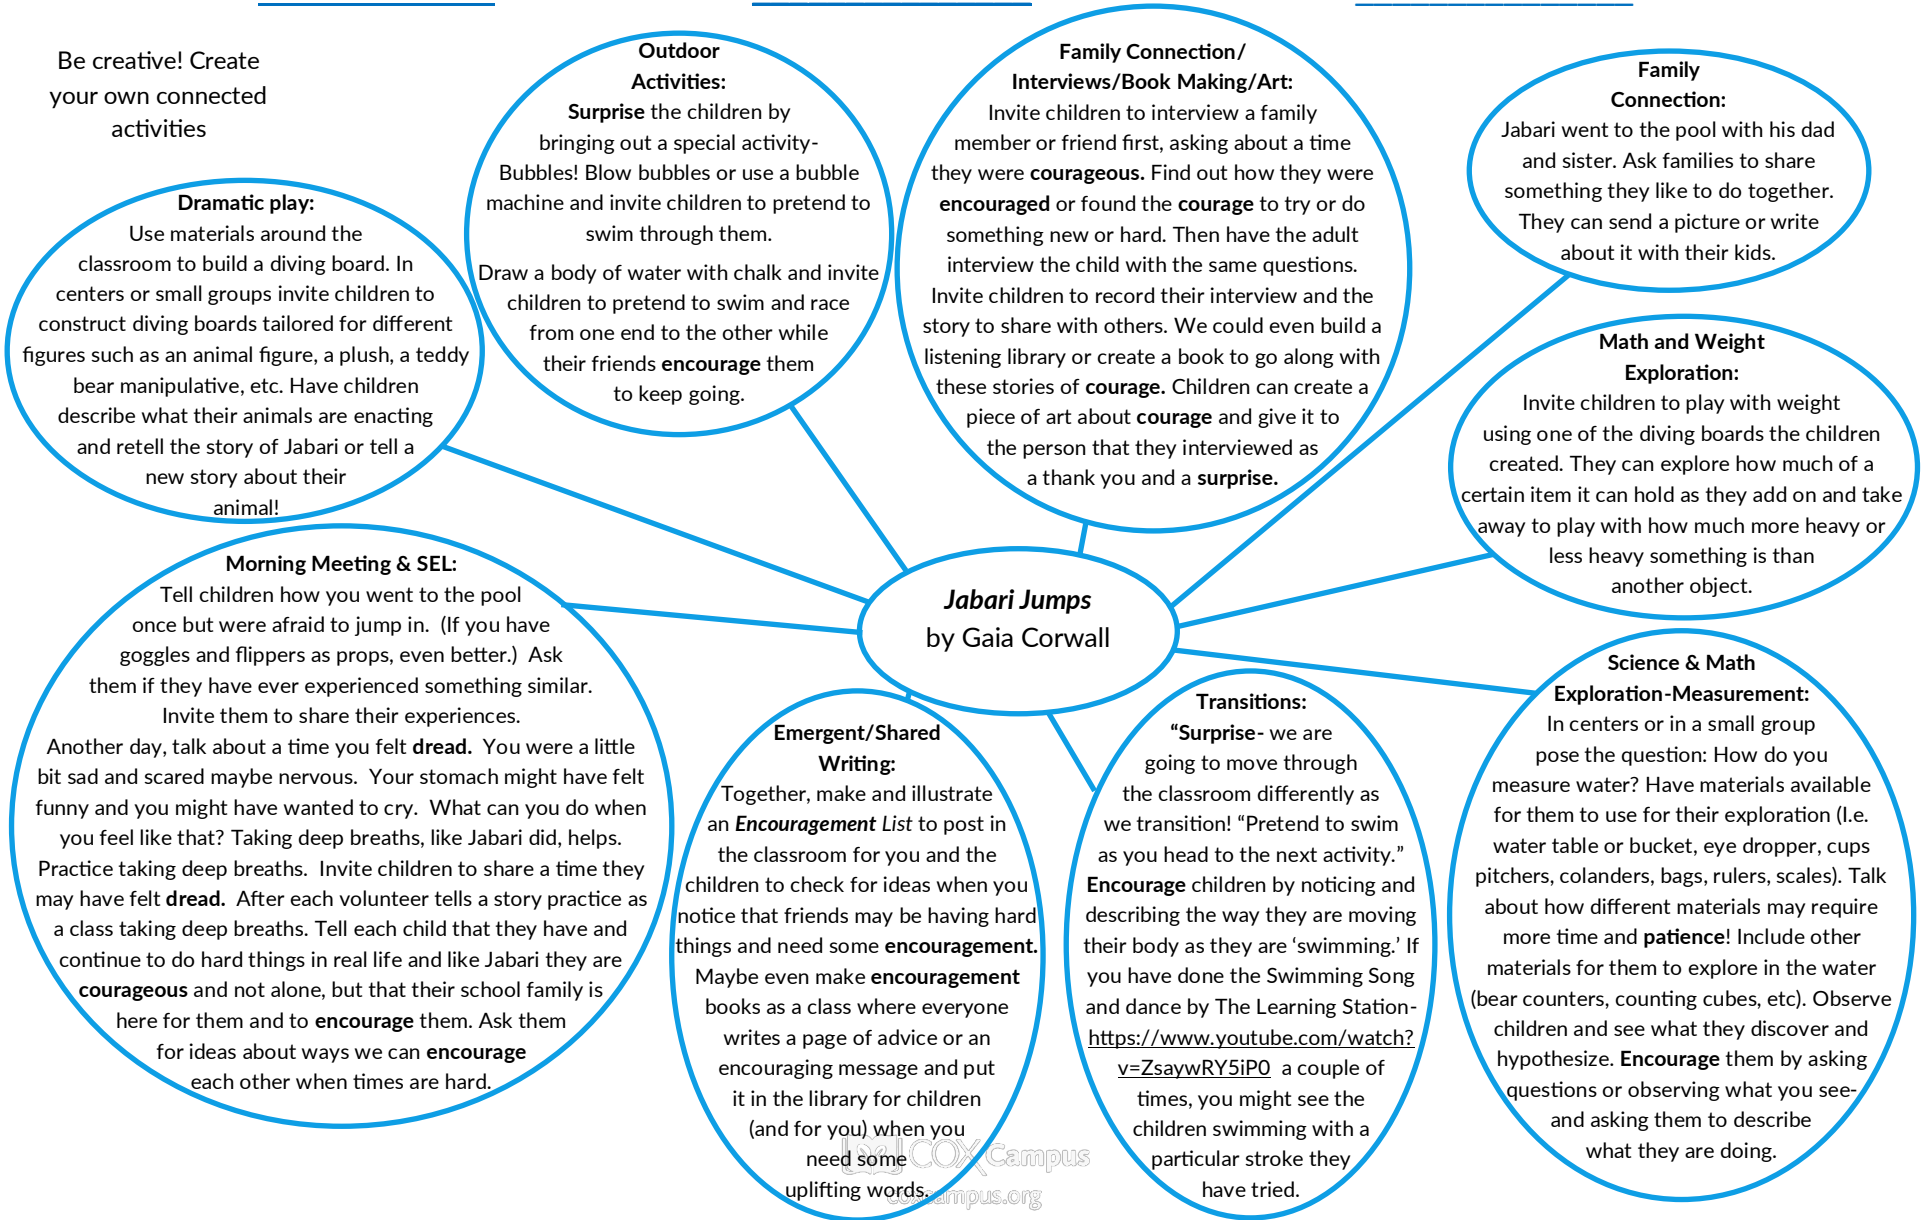 Be creative! Create
your own connected
activities
Outdoor
Activities:
Surprise the children by
bringing out a special activity-
Bubbles! Blow bubbles or use a bubble
machine and invite children to pretend to
swim through them.
Draw a body of water with chalk and invite
children to pretend to swim and race
from one end to the other while
their friends encourage them
to keep going.
Family Connection/
Interviews/Book Making/Art:
Invite children to interview a family
member or friend first, asking about a time
they were courageous. Find out how they were
encouraged or found the courage to try or do
something new or hard. Then have the adult
interview the child with the same questions.
Invite children to record their interview and the
story to share with others. We could even build a
listening library or create a book to go along with
these stories of courage. Children can create a
piece of art about courage and give it to
the person that they interviewed as
a thank you and a surprise.
Family
Connection:
Jabari went to the pool with his dad
and sister. Ask families to share
something they like to do together.
They can send a picture or write
about it with their kids.
Dramatic play:
Use materials around the
classroom to build a diving board. In
centers or small groups invite children to
construct diving boards tailored for different
figures such as an animal figure, a plush, a teddy
bear manipulative, etc. Have children
describe what their animals are enacting
and retell the story of Jabari or tell a
new story about their
animal!
Math and Weight
Exploration:
Invite children to play with weight
using one of the diving boards the children
created. They can explore how much of a
certain item it can hold as they add on and take
away to play with how much more heavy or
less heavy something is than
another object.
Jabari Jumps
by Gaia Corwall
Morning Meeting & SEL:
Tell children how you went to the pool
once but were afraid to jump in.  (If you have
goggles and flippers as props, even better.)  Ask
them if they have ever experienced something similar.
Invite them to share their experiences.
Another day, talk about a time you felt dread.  You were a little
bit sad and scared maybe nervous.  Your stomach might have felt
funny and you might have wanted to cry.  What can you do when
you feel like that? Taking deep breaths, like Jabari did, helps.
Practice taking deep breaths.  Invite children to share a time they
may have felt dread.  After each volunteer tells a story practice as
a class taking deep breaths. Tell each child that they have and
continue to do hard things in real life and like Jabari they are
courageous and not alone, but that their school family is
here for them and to encourage them. Ask them
for ideas about ways we can encourage
each other when times are hard.
Emergent/Shared
Writing:
Together, make and illustrate
an Encouragement List to post in
the classroom for you and the
children to check for ideas when you
notice that friends may be having hard
things and need some encouragement.
Maybe even make encouragement
books as a class where everyone
writes a page of advice or an
encouraging message and put
it in the library for children
(and for you) when you
need some
uplifting words.
Transitions:
“Surprise- we are
going to move through
the classroom differently as
we transition! “Pretend to swim
as you head to the next activity.”
Encourage children by noticing and
describing the way they are moving
their body as they are ‘swimming.’ If
you have done the Swimming Song
and dance by The Learning Station-
https://www.youtube.com/watch?
v=ZsaywRY5iP0  a couple of
times, you might see the
children swimming with a
particular stroke they
have tried.
Science & Math
Exploration-Measurement:
In centers or in a small group
pose the question: How do you
measure water? Have materials available
for them to use for their exploration (I.e.
water table or bucket, eye dropper, cups
pitchers, colanders, bags, rulers, scales). Talk
about how different materials may require
more time and patience! Include other
materials for them to explore in the water
(bear counters, counting cubes, etc). Observe
children and see what they discover and
hypothesize. Encourage them by asking
questions or observing what you see-
and asking them to describe
what they are doing.
COX Campus
coxcampus.org